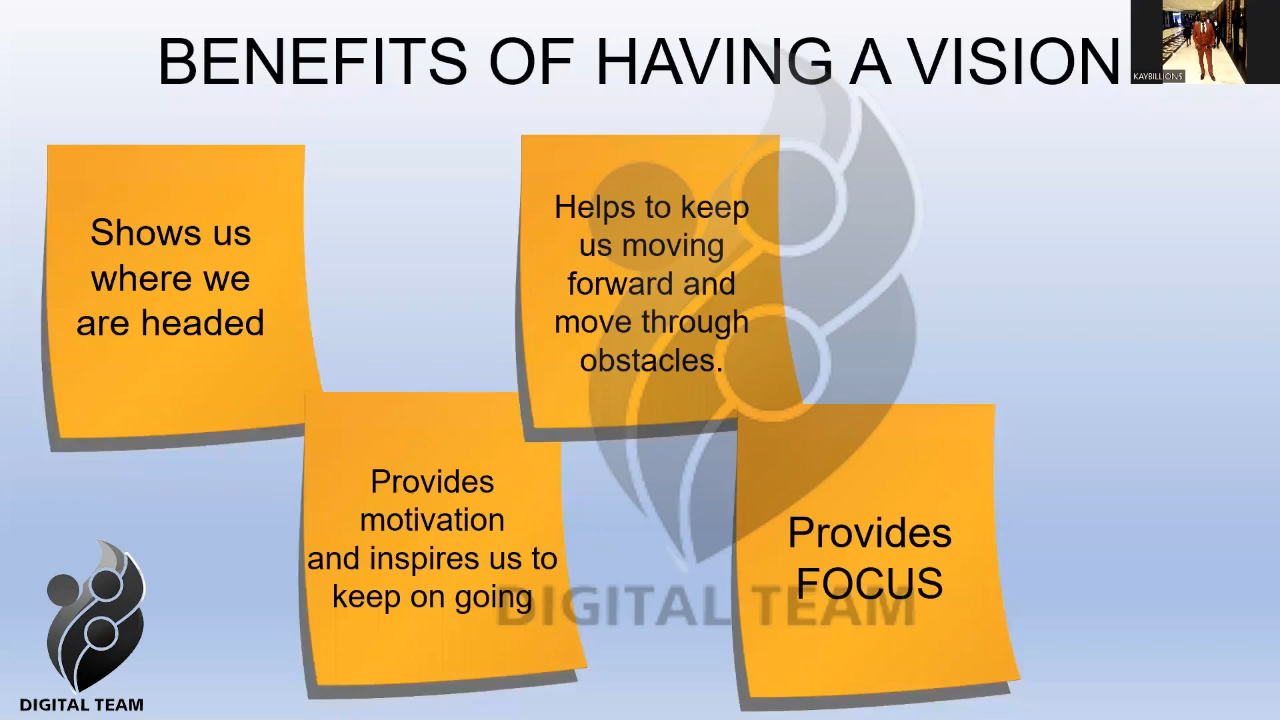 BENEFITS OF HAVING A VISION
KAYBILLIONS
Shows us
where we
are headed
Helps to keep
us moving
forward and
move through
obstacles.
Provides
motivation
and inspires us to
keep on going
Provides
FOCUS
DIGITAL TEAM
DIGITAL TEAM